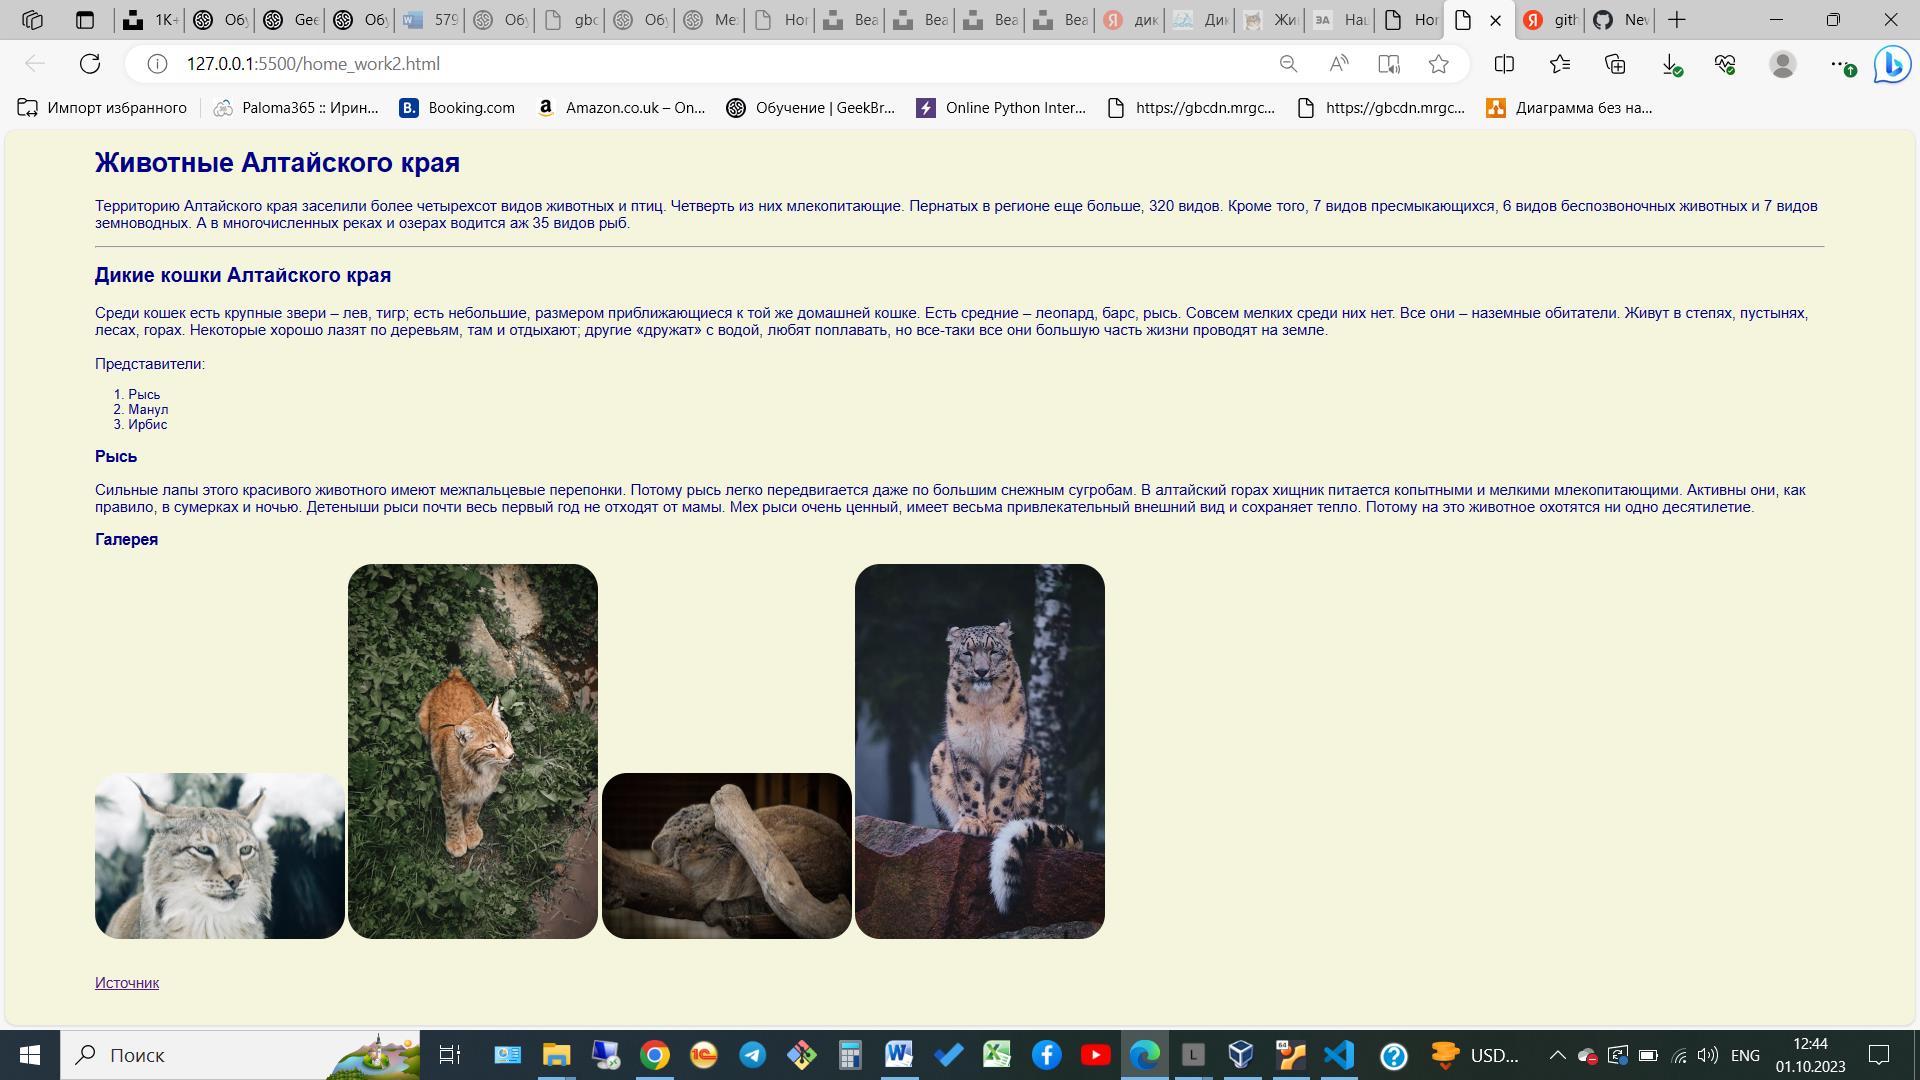 1K+
Обу
Gee
Обу
579
Обу
gbc
Обу
Меж
Hor
Bea
Bea
Bea
Bea
дик
Дик
Жив
Нац
Hor
gith
New
127.0.0.1:5500/home_work2.html
Импорт избранного
Paloma365 :: Ирин...
Booking.com
Amazon.co.uk – On...
Обучение | GeekBr...
Online Python Inter...
https://gbcdn.mrgc...
https://gbcdn.mrgc...
Диаграмма без на...
Животные Алтайского края
Территорию Алтайского края заселили более четырехсот видов животных и птиц. Четверть из них млекопитающие. Пернатых в регионе еще больше, 320 видов. Кроме того, 7 видов пресмыкающихся, 6 видов беспозвоночных животных и 7 видов
земноводных. А в многочисленных реках и озерах водится аж 35 видов рыб.
Дикие кошки Алтайского края
Среди кошек есть крупные звери – лев, тигр; есть небольшие, размером приближающиеся к той же домашней кошке. Есть средние – леопард, барс, рысь. Совсем мелких среди них нет. Все они – наземные обитатели. Живут в степях, пустынях,
лесах, горах. Некоторые хорошо лазят по деревьям, там и отдыхают; другие «дружат» с водой, любят поплавать, но все-таки все они большую часть жизни проводят на земле.
Представители:
1. Рысь
2. Манул
3. Ирбис
Рысь
Сильные лапы этого красивого животного имеют межпальцевые перепонки. Потому рысь легко передвигается даже по большим снежным сугробам. В алтайский горах хищник питается копытными и мелкими млекопитающими. Активны они, как
правило, в сумерках и ночью. Детеныши рыси почти весь первый год не отходят от мамы. Мех рыси очень ценный, имеет весьма привлекательный внешний вид и сохраняет тепло. Потому на это животное охотятся ни одно десятилетие.
Галерея
Источник
Поиск
USD...
ENG
12:44
01.10.2023